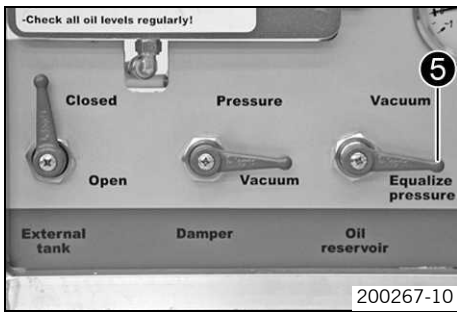 -Check all oil levels regularly!
5
Closed
Pressure
Vacuum
Open
Vacuum
Equalize
pressure
External
tank
Damper
Oil
reservoir
200267-10